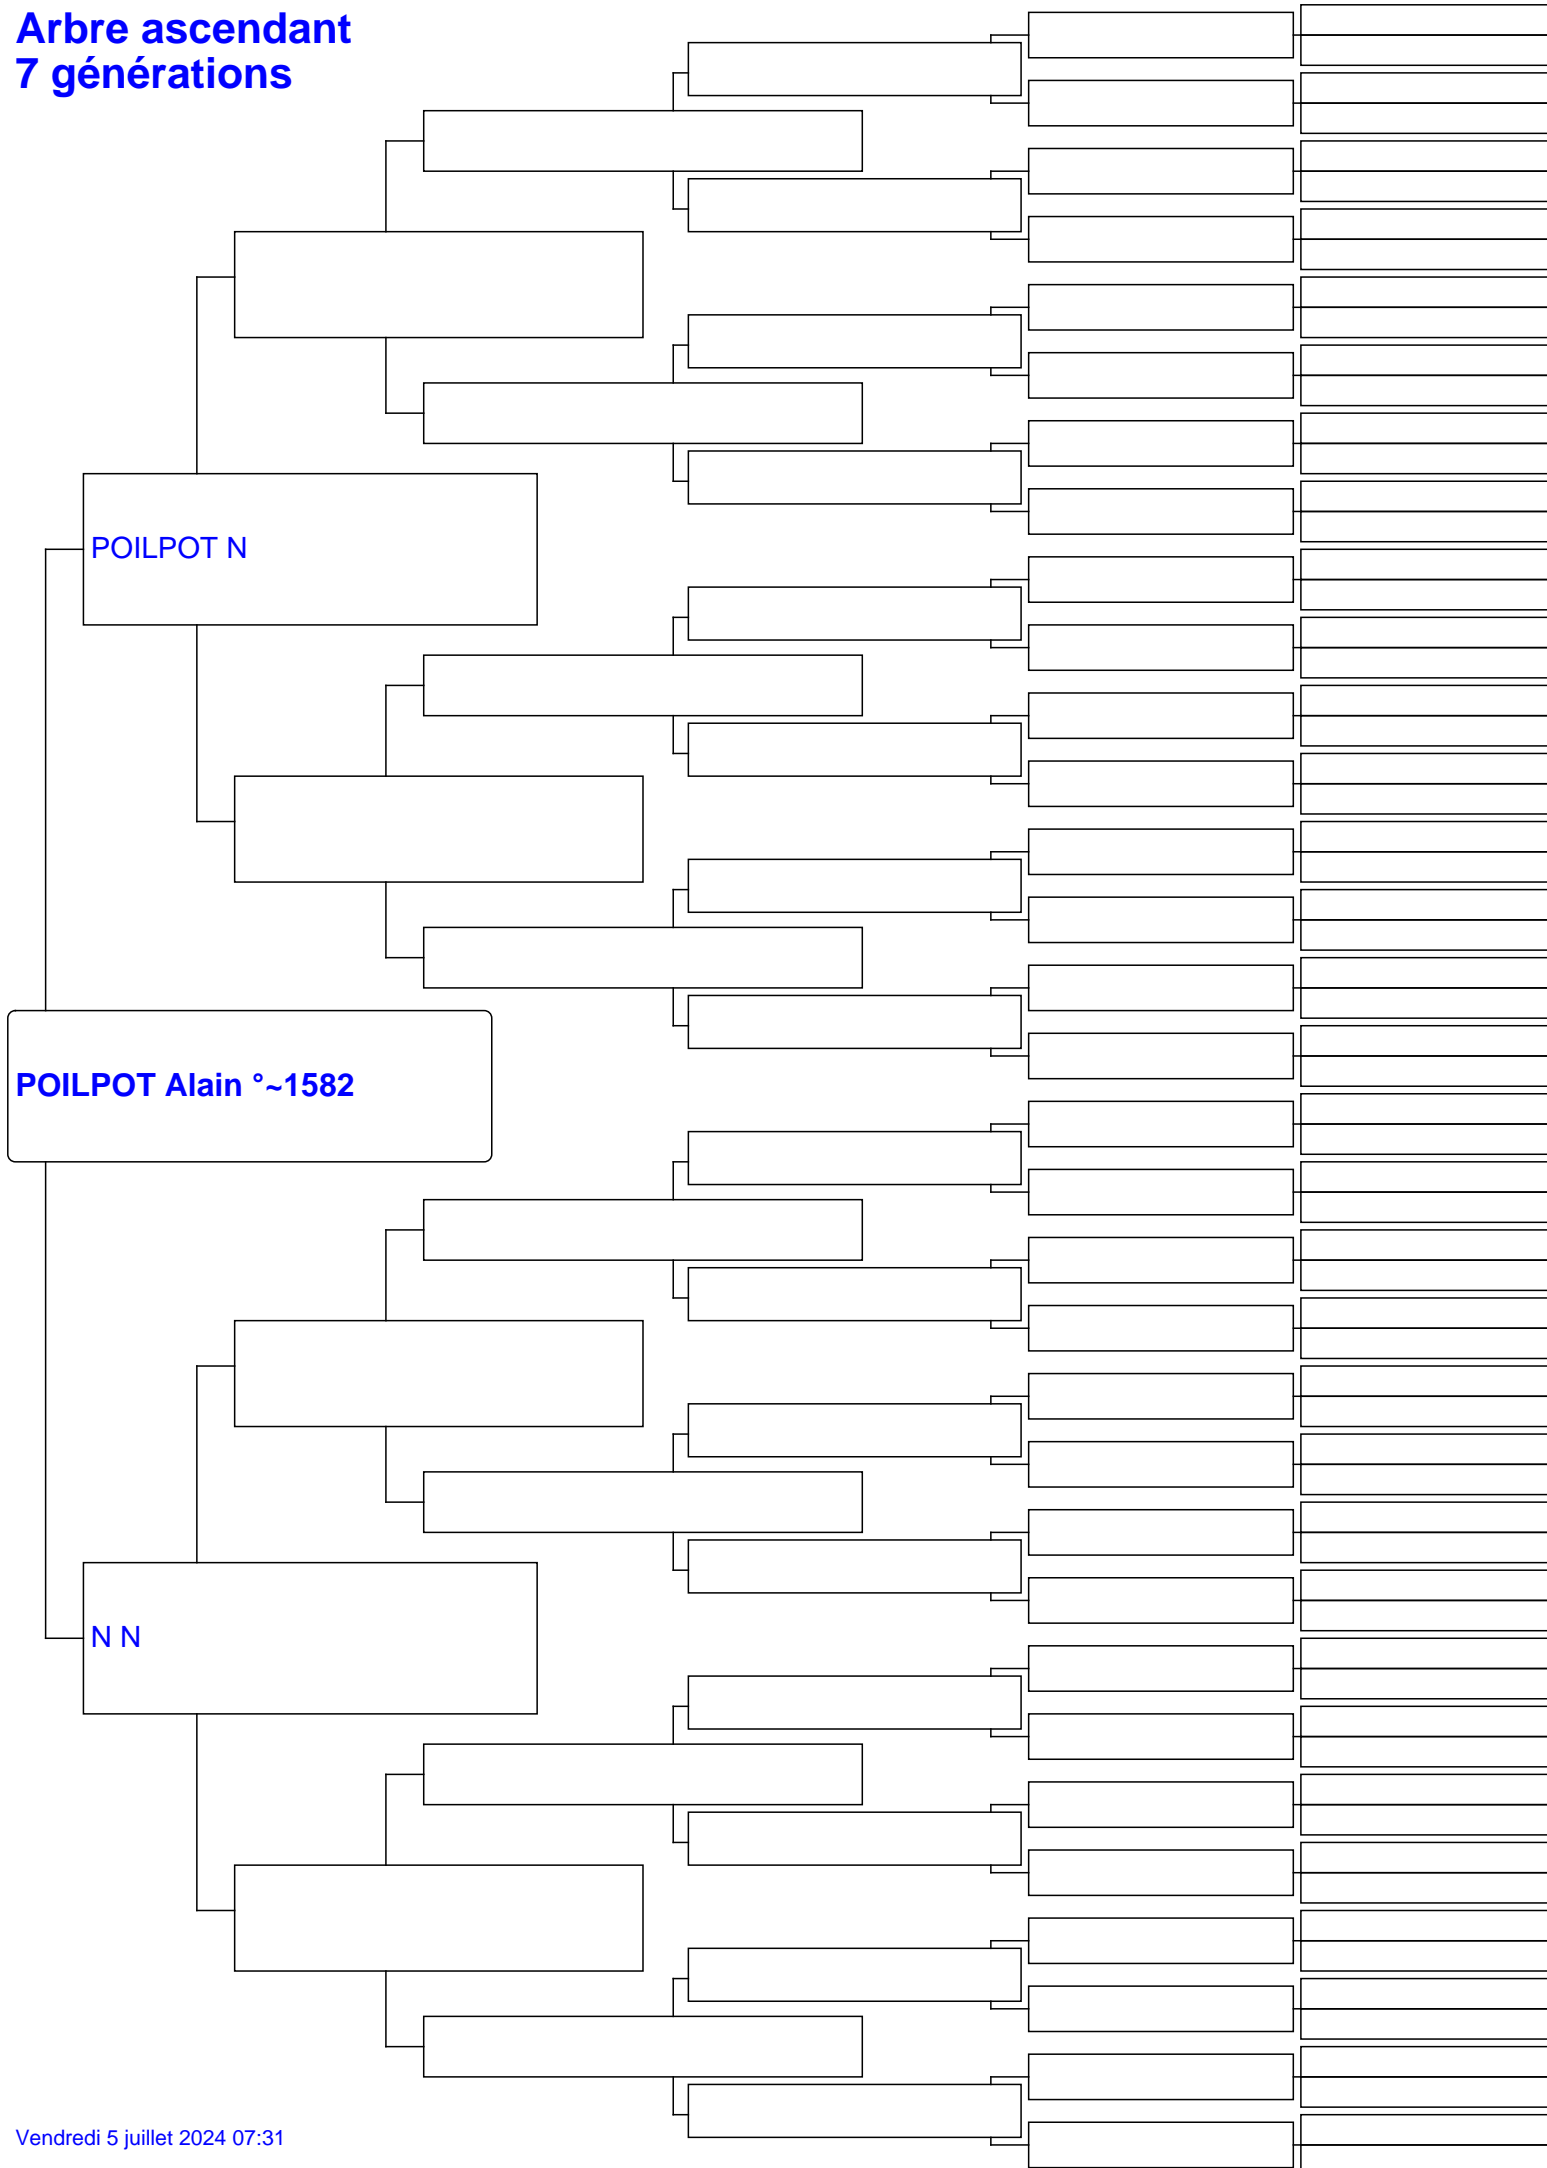 Arbre ascendant
7 générations
POILPOT N
POILPOT Alain °~1582
N N
Vendredi 5 juillet 2024 07:31